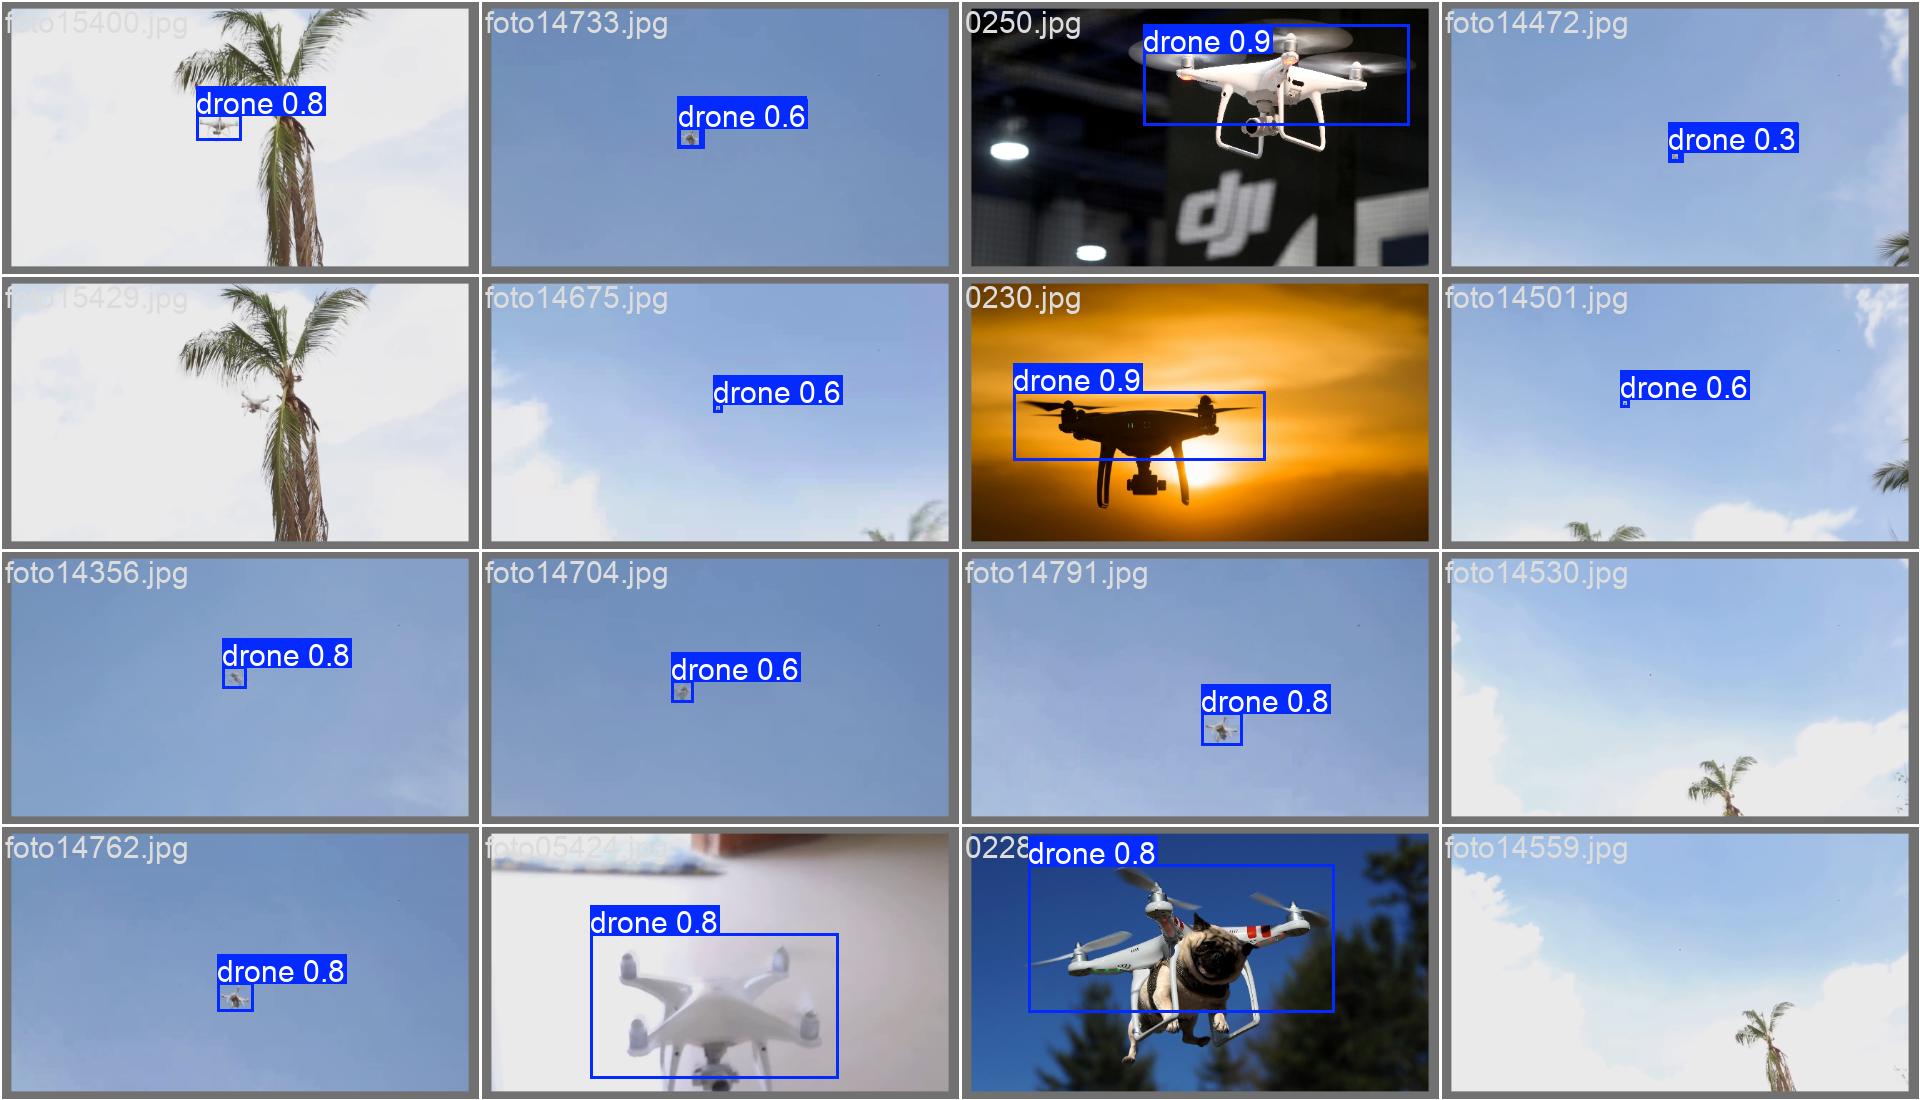 foto15400.jpg
drone 0.8
foto14733.jpg
drone 0.6
0250.jpg
drone 0.9
dji
foto14472.jpg
drone 0.3
foto15429.jpg
foto14675.jpg
drone 0.6
0230.jpg
drone 0.9
foto14501.jpg
drone 0.6
foto14356.jpg
drone 0.8
foto14704.jpg
drone 0.6
foto14791.jpg
drone 0.8
foto14530.jpg
foto14762.jpg
drone 0.8
foto05424.jpg
drone 0.8
0228
drone 0.8
foto14559.jpg